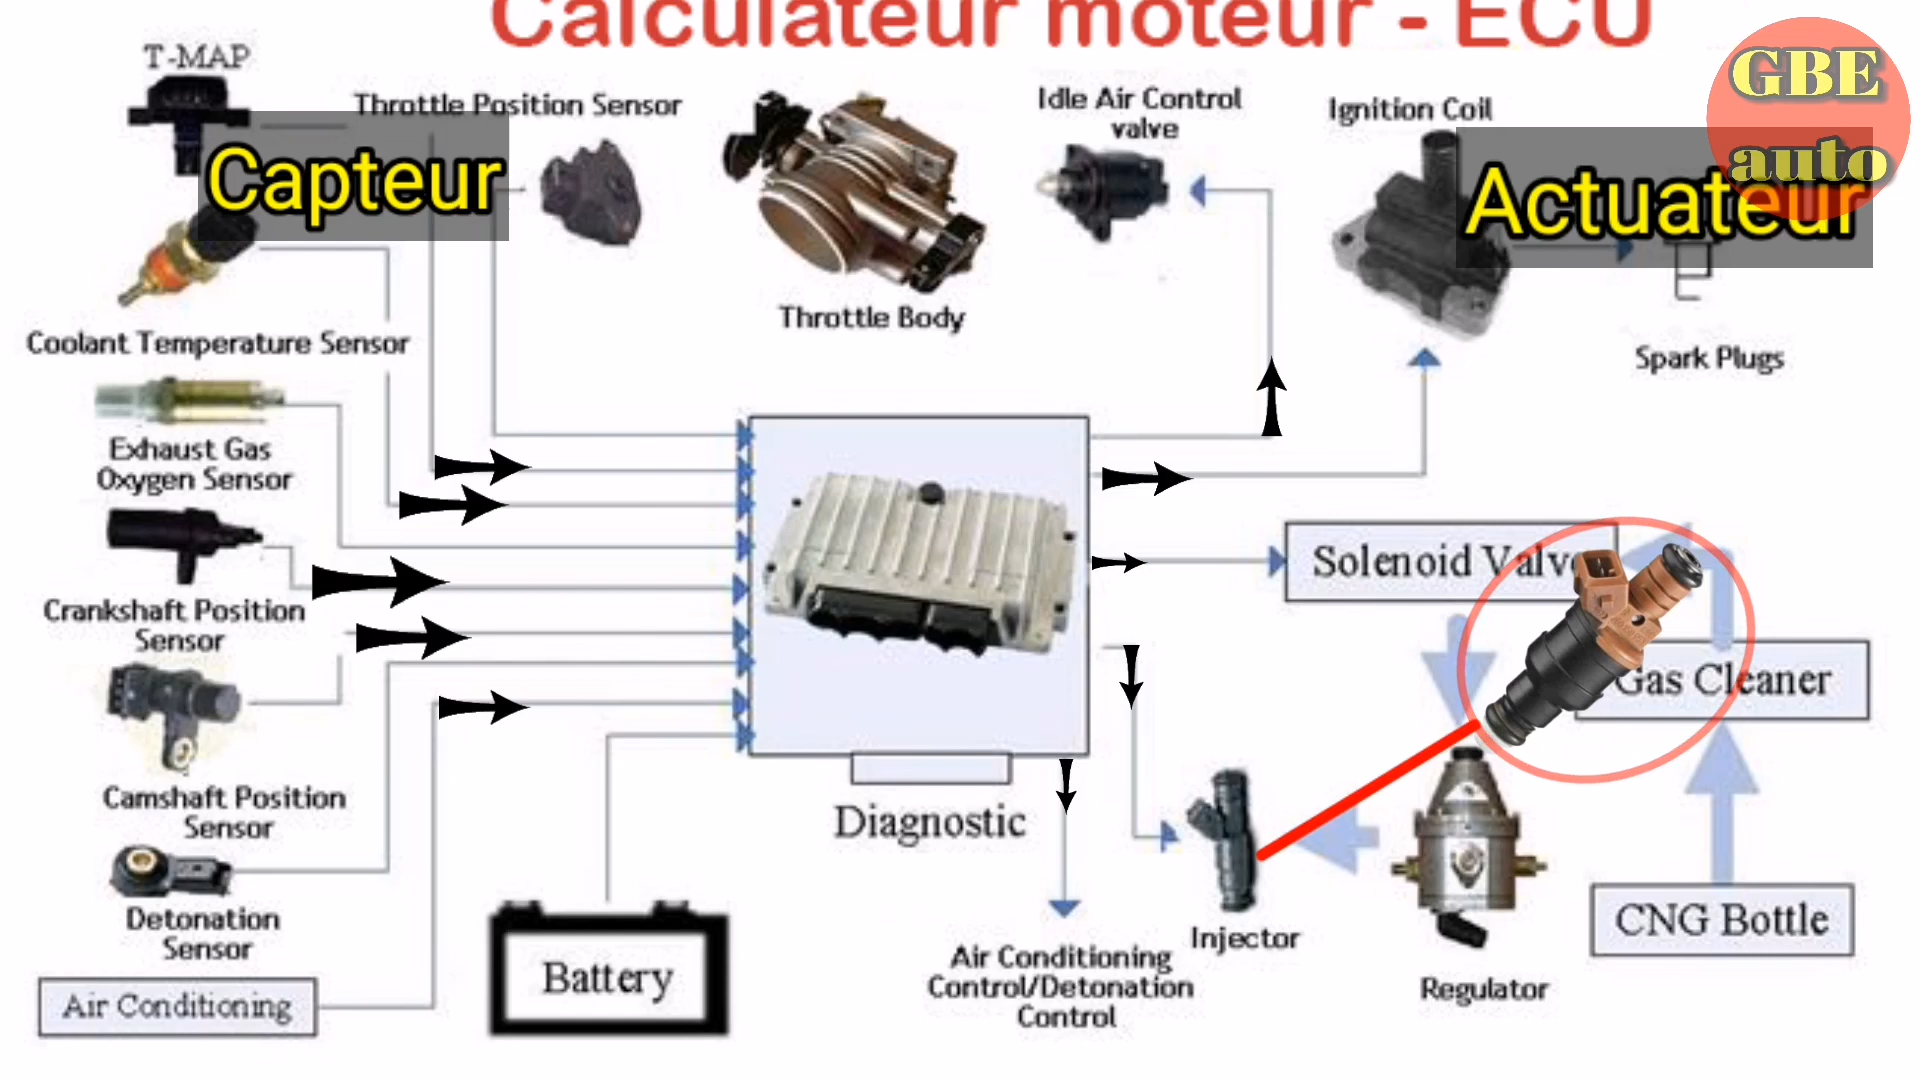 Calculateur moteur - ECU
GBE
auto
T-MAP
Capteur
Throttle Position Sensor
Throttle Body
Idle Air Control
valve
Ignition Coil
Actuateur
Spark Plugs
Coolant Temperature Sensor
Exhaust Gas
Oxygen Sensor
Crankshaft Position
Sensor
Camshaft Position
Sensor
Detonation
Sensor
Air Conditioning
Battery
Diagnostic
Air Conditioning
Control/Detonation
Control
Injector
Solenoid Valve
Gas Cleaner
Regulator
CNG Bottle